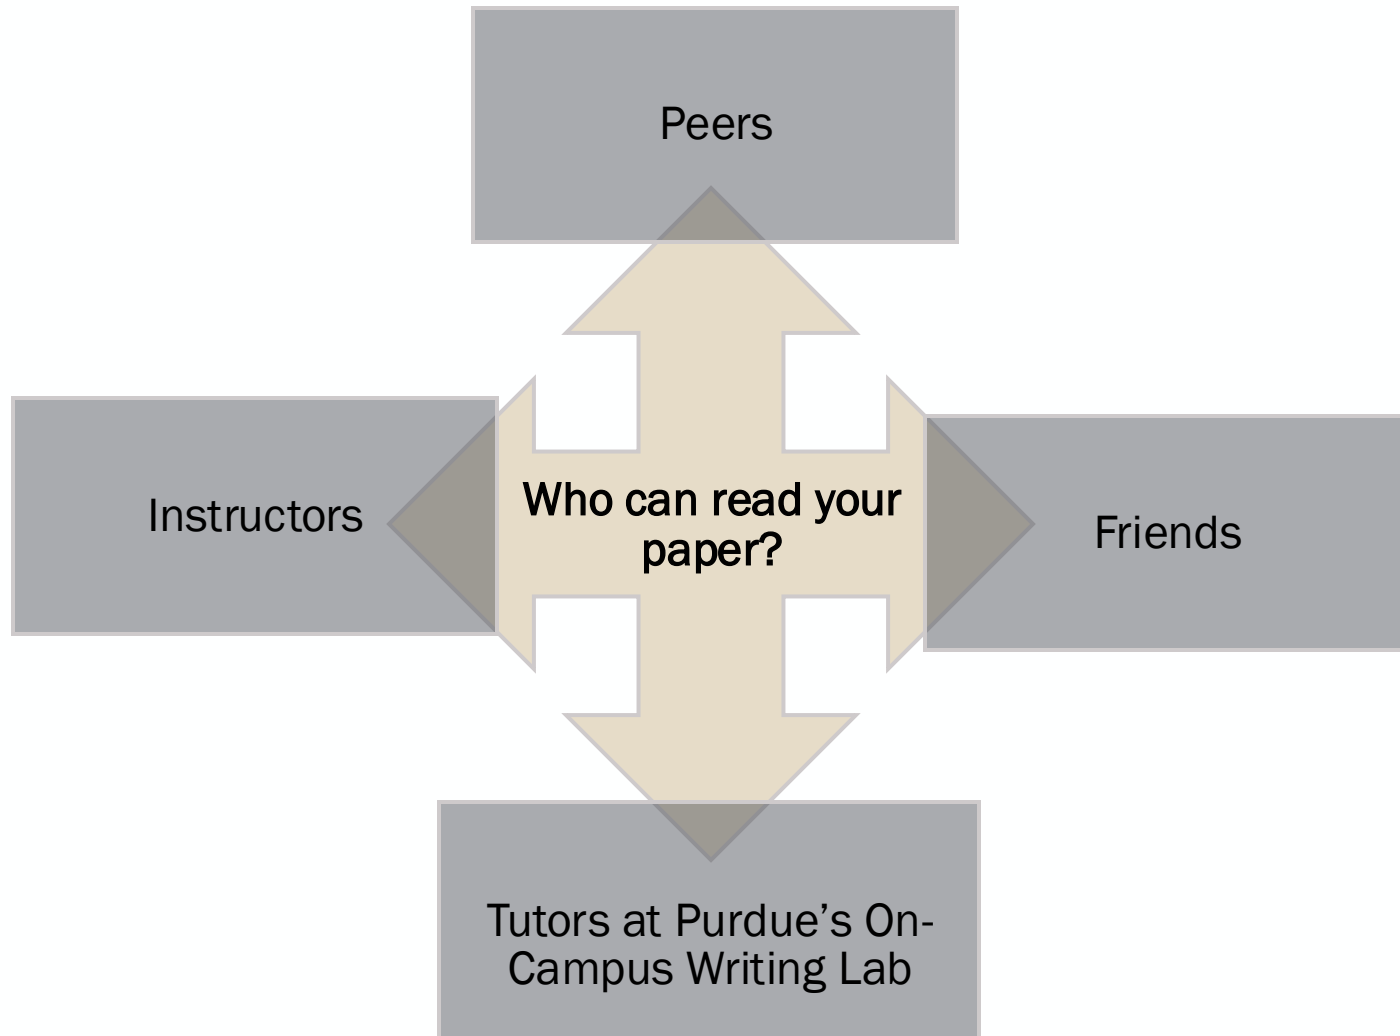 Peers
Instructors
Who can read your
paper?
Friends
Tutors at Purdue’s On-
Campus Writing Lab